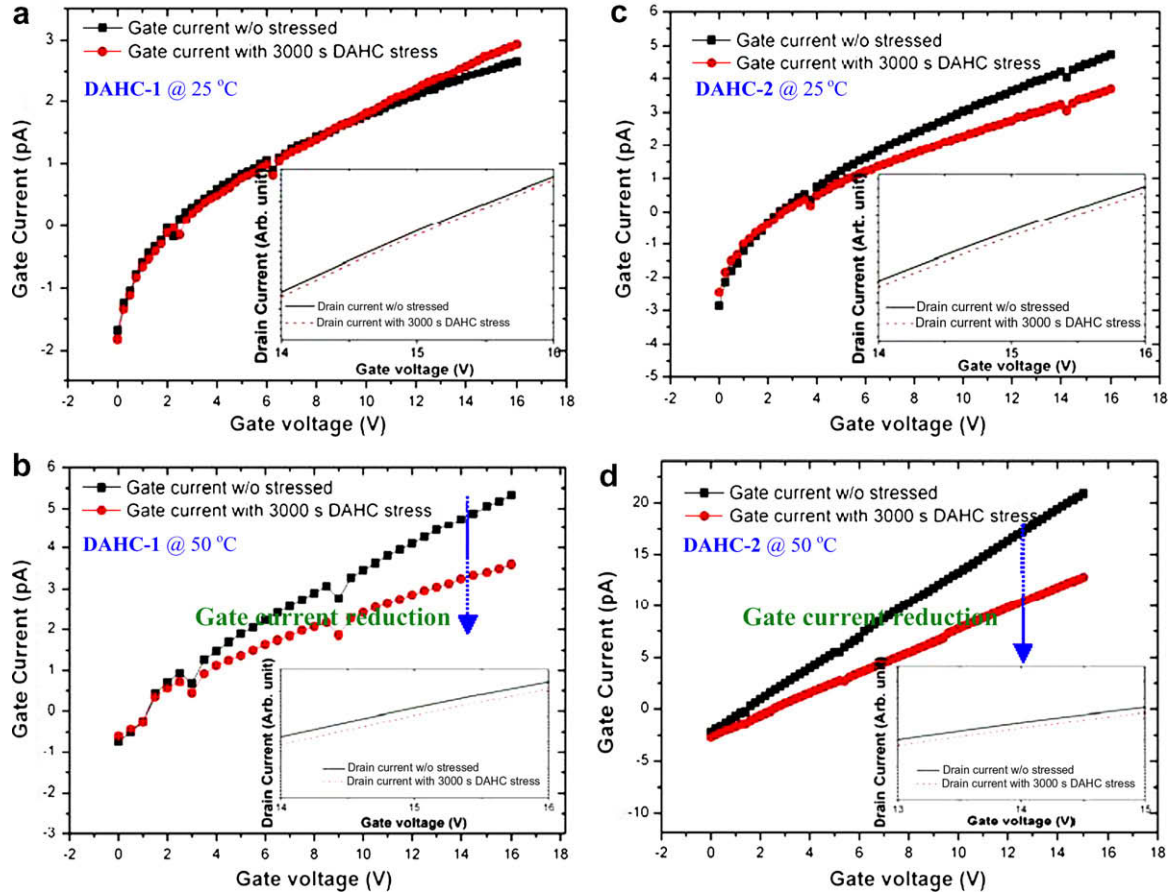 a
Gate current w/o stressed
Gate current with 3000 s DAHC stress
DAHC-1 @ 25 °C
Gate Current (pA)
3
2
1
0
-1
-2
Drain Current (Arb. unit)
Drain current w/o stressed
Drain current with 3000 s DAHC stress
14 15 16
Gate voltage (V)
-2 0 2 4 6 8 10 12 14 16 18
Gate voltage (V)
c
Gate current w/o stressed
Gate current with 3000 s DAHC stress
DAHC-2 @ 25 °C
Gate Current (pA)
6
5
4
3
2
1
0
-1
-2
-3
-4
-5
Drain Current (Art. unit)
Drain current w/o stressed
Drain current with 3000 s DAHC stress
14 15 16
Gate voltage (V)
-2 0 2 4 6 8 10 12 14 16 18
Gate voltage (V)
b
Gate current w/o stressed
Gate current with 3000 s DAHC stress
DAHC-1 @ 50 °C
Gate current reduction
Gate Current (pA)
6
5
4
3
2
1
0
-1
-2
-3
Drain Current (Arb. unit)
Drain current w/o stressed
Drain current with 3000 s DAHC stress
14 15 16
Gate voltage (V)
-2 0 2 4 6 8 10 12 14 16 18
Gate voltage (V)
d
Gate current w/o stressed
Gate current with 3000 s DAHC stress
DAHC-2 @ 50 °C
Gate current reduction
Gate Current (pA)
20
15
10
5
0
-5
-10
Drain Current (Arb. unit)
Drain current w/o stressed
Drain current with 3000 s DAHC stress
13 14 15
Gate voltage (V)
-2 0 2 4 6 8 10 12 14 16 18
Gate voltage (V)